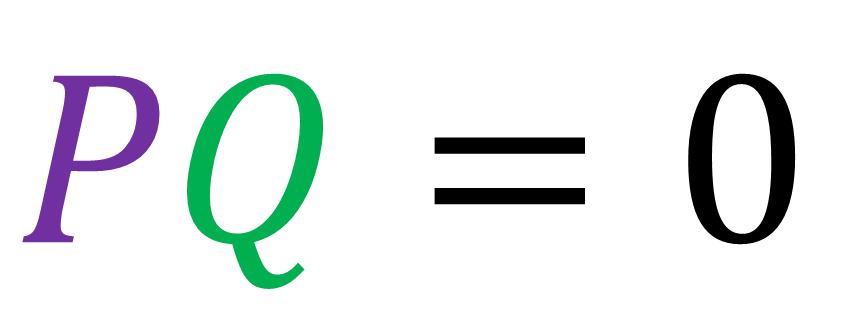 PQ = 0